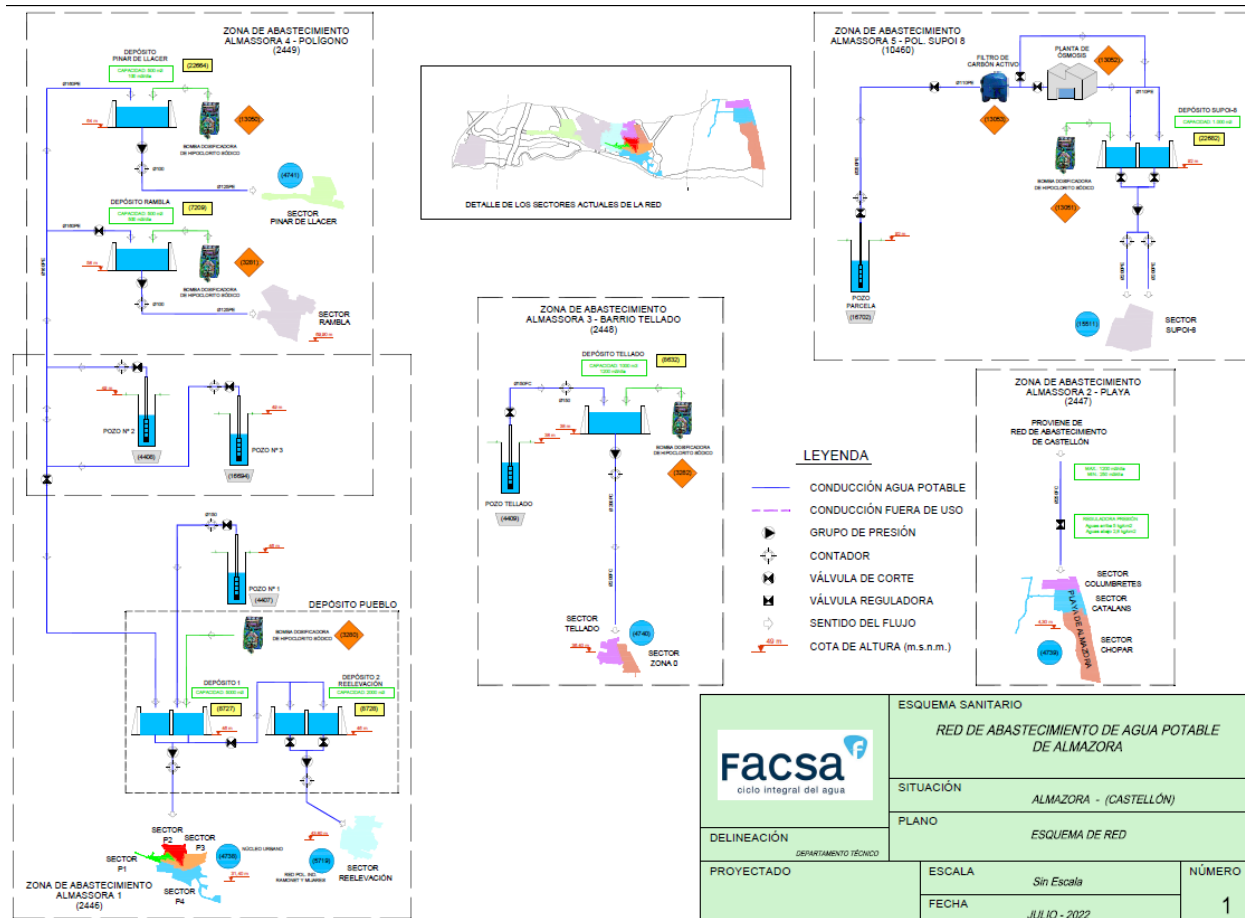 ZONA DE ABASTECIMIENTO
ALMASSORA 4 - POLÍGONO
(2449)
DEPÓSITO
PINAR DE LLACER
(22664)
(13050)
BOMBA DOSIFICADORA
DE HIPOCLORITO SÓDICO
(4741)
SECTOR
PINAR DE LLACER
DEPÓSITO RAMBLA
(7209)
(3281)
BOMBA DOSIFICADORA
DE HIPOCLORITO SÓDICO
SECTOR
RAMBLA
POZO Nº 2
(4408)
POZO Nº 3
(16694)
Ø150
POZO Nº 1
(4407)
DEPÓSITO PUEBLO
BOMBA DOSIFICADORA
DE HIPOCLORITO SÓDICO
(3280)
DEPÓSITO 1
(8727)
DEPÓSITO 2
REELEVACIÓN
(8728)
SECTOR
P2
SECTOR
P3
SECTOR
P1
SECTOR
P4
(4738)
NÚCLEO URBANO
(5719)
RED POL. IND.
RAMONET Y MIJARES
SECTOR
REELEVACIÓN
ZONA DE ABASTECIMIENTO
ALMASSORA 1
(2446)
DETALLE DE LOS SECTORES ACTUALES DE LA RED
ZONA DE ABASTECIMIENTO
ALMASSORA 3 - BARRIO TELLADO
(2448)
DEPÓSITO TELLADO
(8632)
BOMBA DOSIFICADORA
DE HIPOCLORITO SÓDICO
(3282)
POZO TELLADO
(4409)
SECTOR
TELLADO
(4740)
SECTOR
ZONA 0
ZONA DE ABASTECIMIENTO
ALMASSORA 5 - POL. SUPOI 8
(10460)
FILTRO DE
CARBÓN ACTIVO
(13053)
PLANTA DE
ÓSMOSIS
(13052)
DEPÓSITO SUPOI-8
(22662)
BOMBA DOSIFICADORA
DE HIPOCLORITO SÓDICO
(13051)
POZO
PARCELA
(16702)
(15511)
SECTOR
SUPOI-8
ZONA DE ABASTECIMIENTO
ALMASSORA 2 - PLAYA
(2447)
PROVIENE DE
RED DE ABASTECIMIENTO
DE CASTELLÓN
REGULADORA PRESIÓN
SECTOR
COLUMBRETES
SECTOR
CATALANS
PLAYA DE ALMAZORA
SECTOR
CHOPAR
(4739)
LEYENDA
CONDUCCIÓN AGUA POTABLE
CONDUCCIÓN FUERA DE USO
GRUPO DE PRESIÓN
CONTADOR
VÁLVULA DE CORTE
VÁLVULA REGULADORA
SENTIDO DEL FLUJO
49 m COTA DE ALTURA (m.s.n.m.)
Facsa
ciclo integral del agua
ESQUEMA SANITARIO
RED DE ABASTECIMIENTO DE AGUA POTABLE
DE ALMAZORA
SITUACIÓN
ALMAZORA - (CASTELLÓN)
PLANO
ESQUEMA DE RED
DELINEACIÓN
DEPARTAMENTO TÉCNICO
PROYECTADO
ESCALA
Sin Escala
FECHA
JULIO - 2022
NÚMERO
1